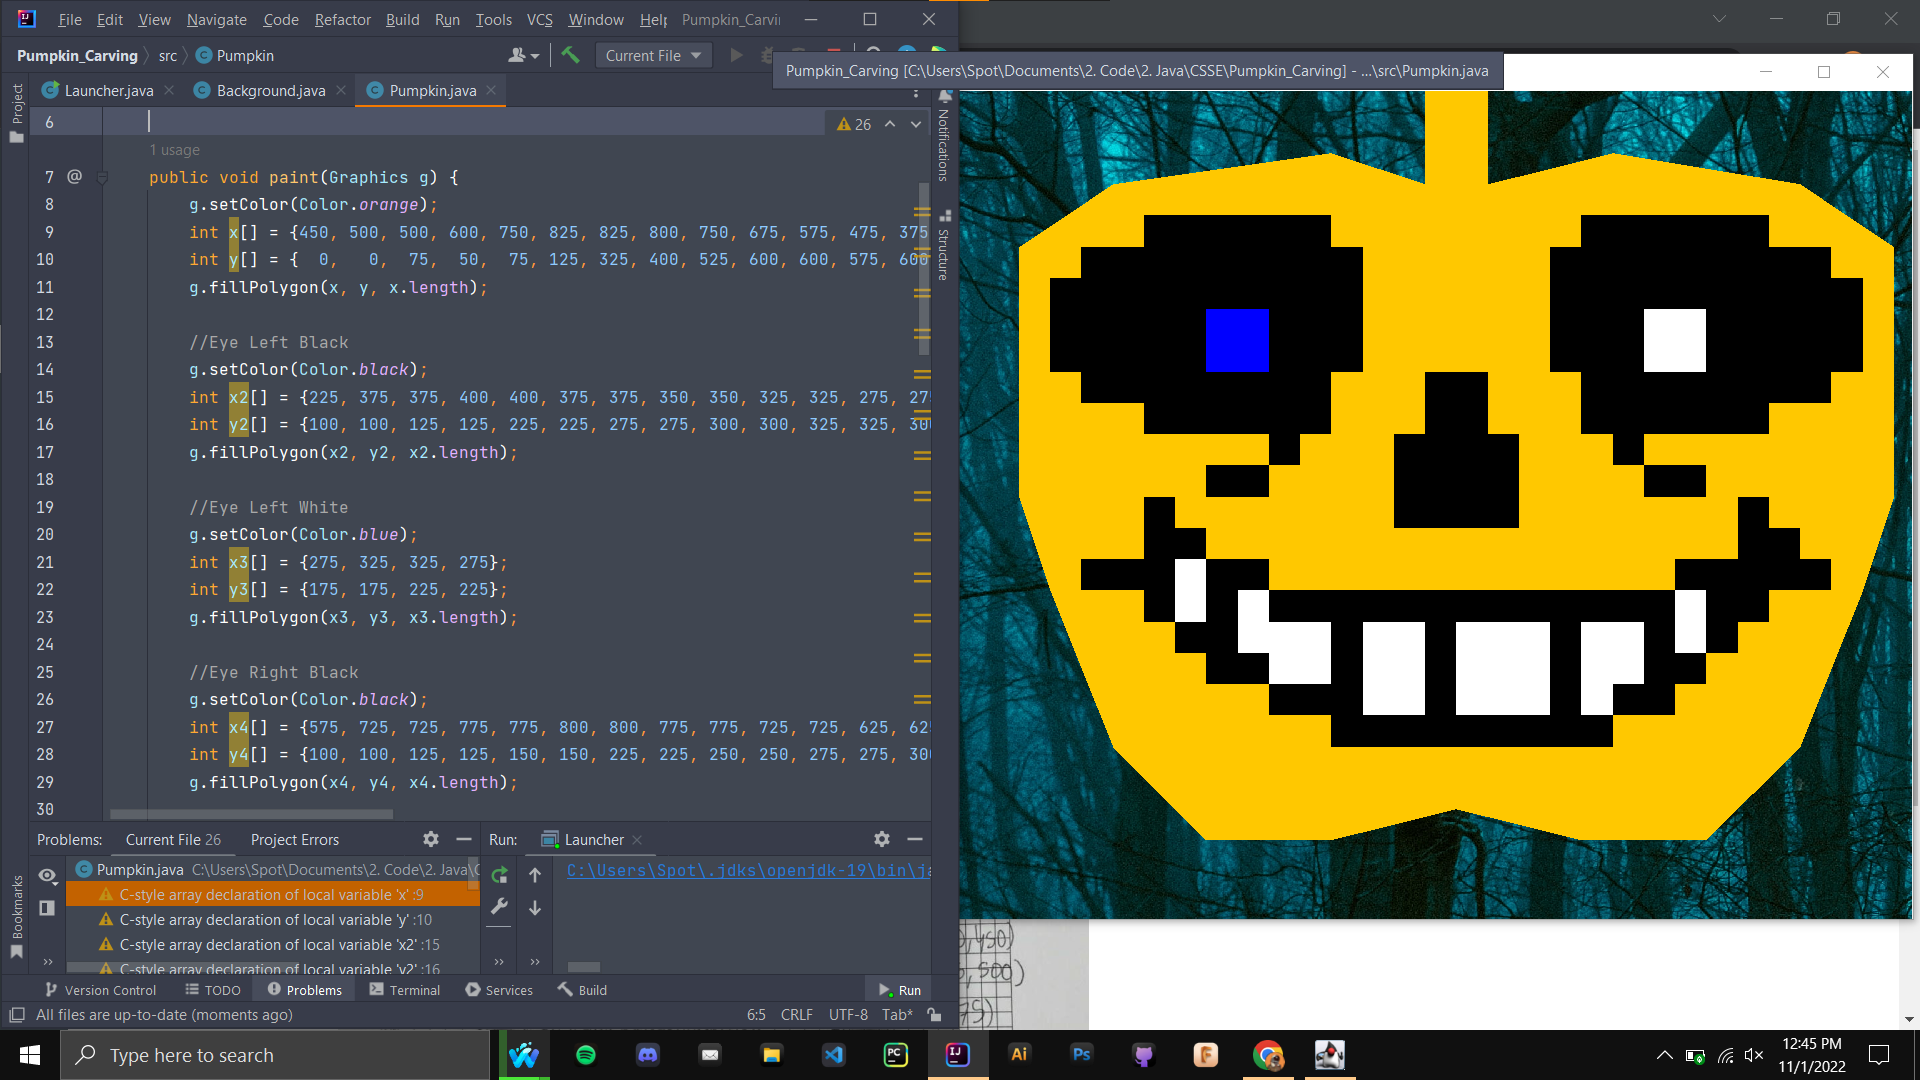 File Edit View Navigate Code Refactor Build Run Tools VCS Window Help Pumpkin_Carvi
Pumpkin_Carving src Pumpkin Current File
Pumpkin_Carving [C:\Users\Spot\Documents\2. Code\2. Java\CSSE\Pumpkin_Carving] - ...\src\Pumpkin.java
Launcher.java Background.java Pumpkin.java
Project
Notifications
Structure
Bookmarks
6 26
1 usage
7 @ public void paint(Graphics g) {
8 g.setColor(Color.orange);
9 int x[] = {450, 500, 500, 600, 750, 825, 825, 800, 750, 675, 575, 475, 375
10 int y[] = { 0, 0, 75, 50, 75, 125, 325, 400, 525, 600, 600, 575, 600
11 g.fillPolygon(x, y, x.length);
12
13 //Eye Left Black
14 g.setColor(Color.black);
15 int x2[] = {225, 375, 375, 400, 400, 375, 375, 350, 350, 325, 325, 275, 275
16 int y2[] = {100, 100, 125, 125, 225, 225, 275, 275, 300, 300, 325, 325, 300
17 g.fillPolygon(x2, y2, x2.length);
18
19 //Eye Left White
20 g.setColor(Color.blue);
21 int x3[] = {275, 325, 325, 275};
22 int y3[] = {175, 175, 225, 225};
23 g.fillPolygon(x3, y3, x3.length);
24
25 //Eye Right Black
26 g.setColor(Color.black);
27 int x4[] = {575, 725, 725, 775, 775, 800, 800, 775, 775, 725, 725, 625, 625
28 int y4[] = {100, 100, 125, 125, 150, 150, 225, 225, 250, 250, 275, 275, 300
29 g.fillPolygon(x4, y4, x4.length);
30
Problems: Current File 26 Project Errors
Run: Launcher
Pumpkin.java C:\Users\Spot\Documents\2. Code\2. Java\C
C-style array declaration of local variable 'x' :9
C-style array declaration of local variable 'y' :10
C-style array declaration of local variable 'x2' :15
C-style array declaration of local variable 'y2' :16
C:\Users\Spot\.jdks\openjdk-19\bin\ja
,450)
, 500)
75)
Version Control TODO Problems Terminal Services Build Run
All files are up-to-date (moments ago) 6:5 CRLF UTF-8 Tab*
Type here to search
PC IJ Ai Ps F
12:45 PM
11/1/2022